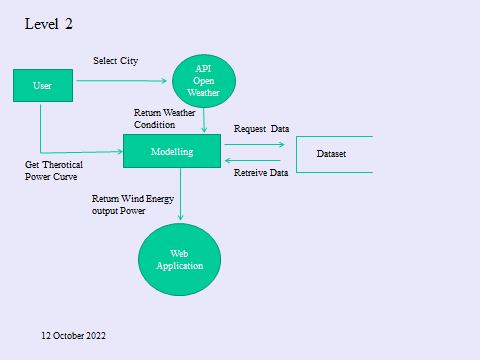 Level 2
Select City
User
API
Open
Weather
Return Weather
Condition
Request Data
Modelling
Dataset
Get Therotical
Power Curve
Retreive Data
Return Wind Energy
output Power
Web
Application
12 October 2022